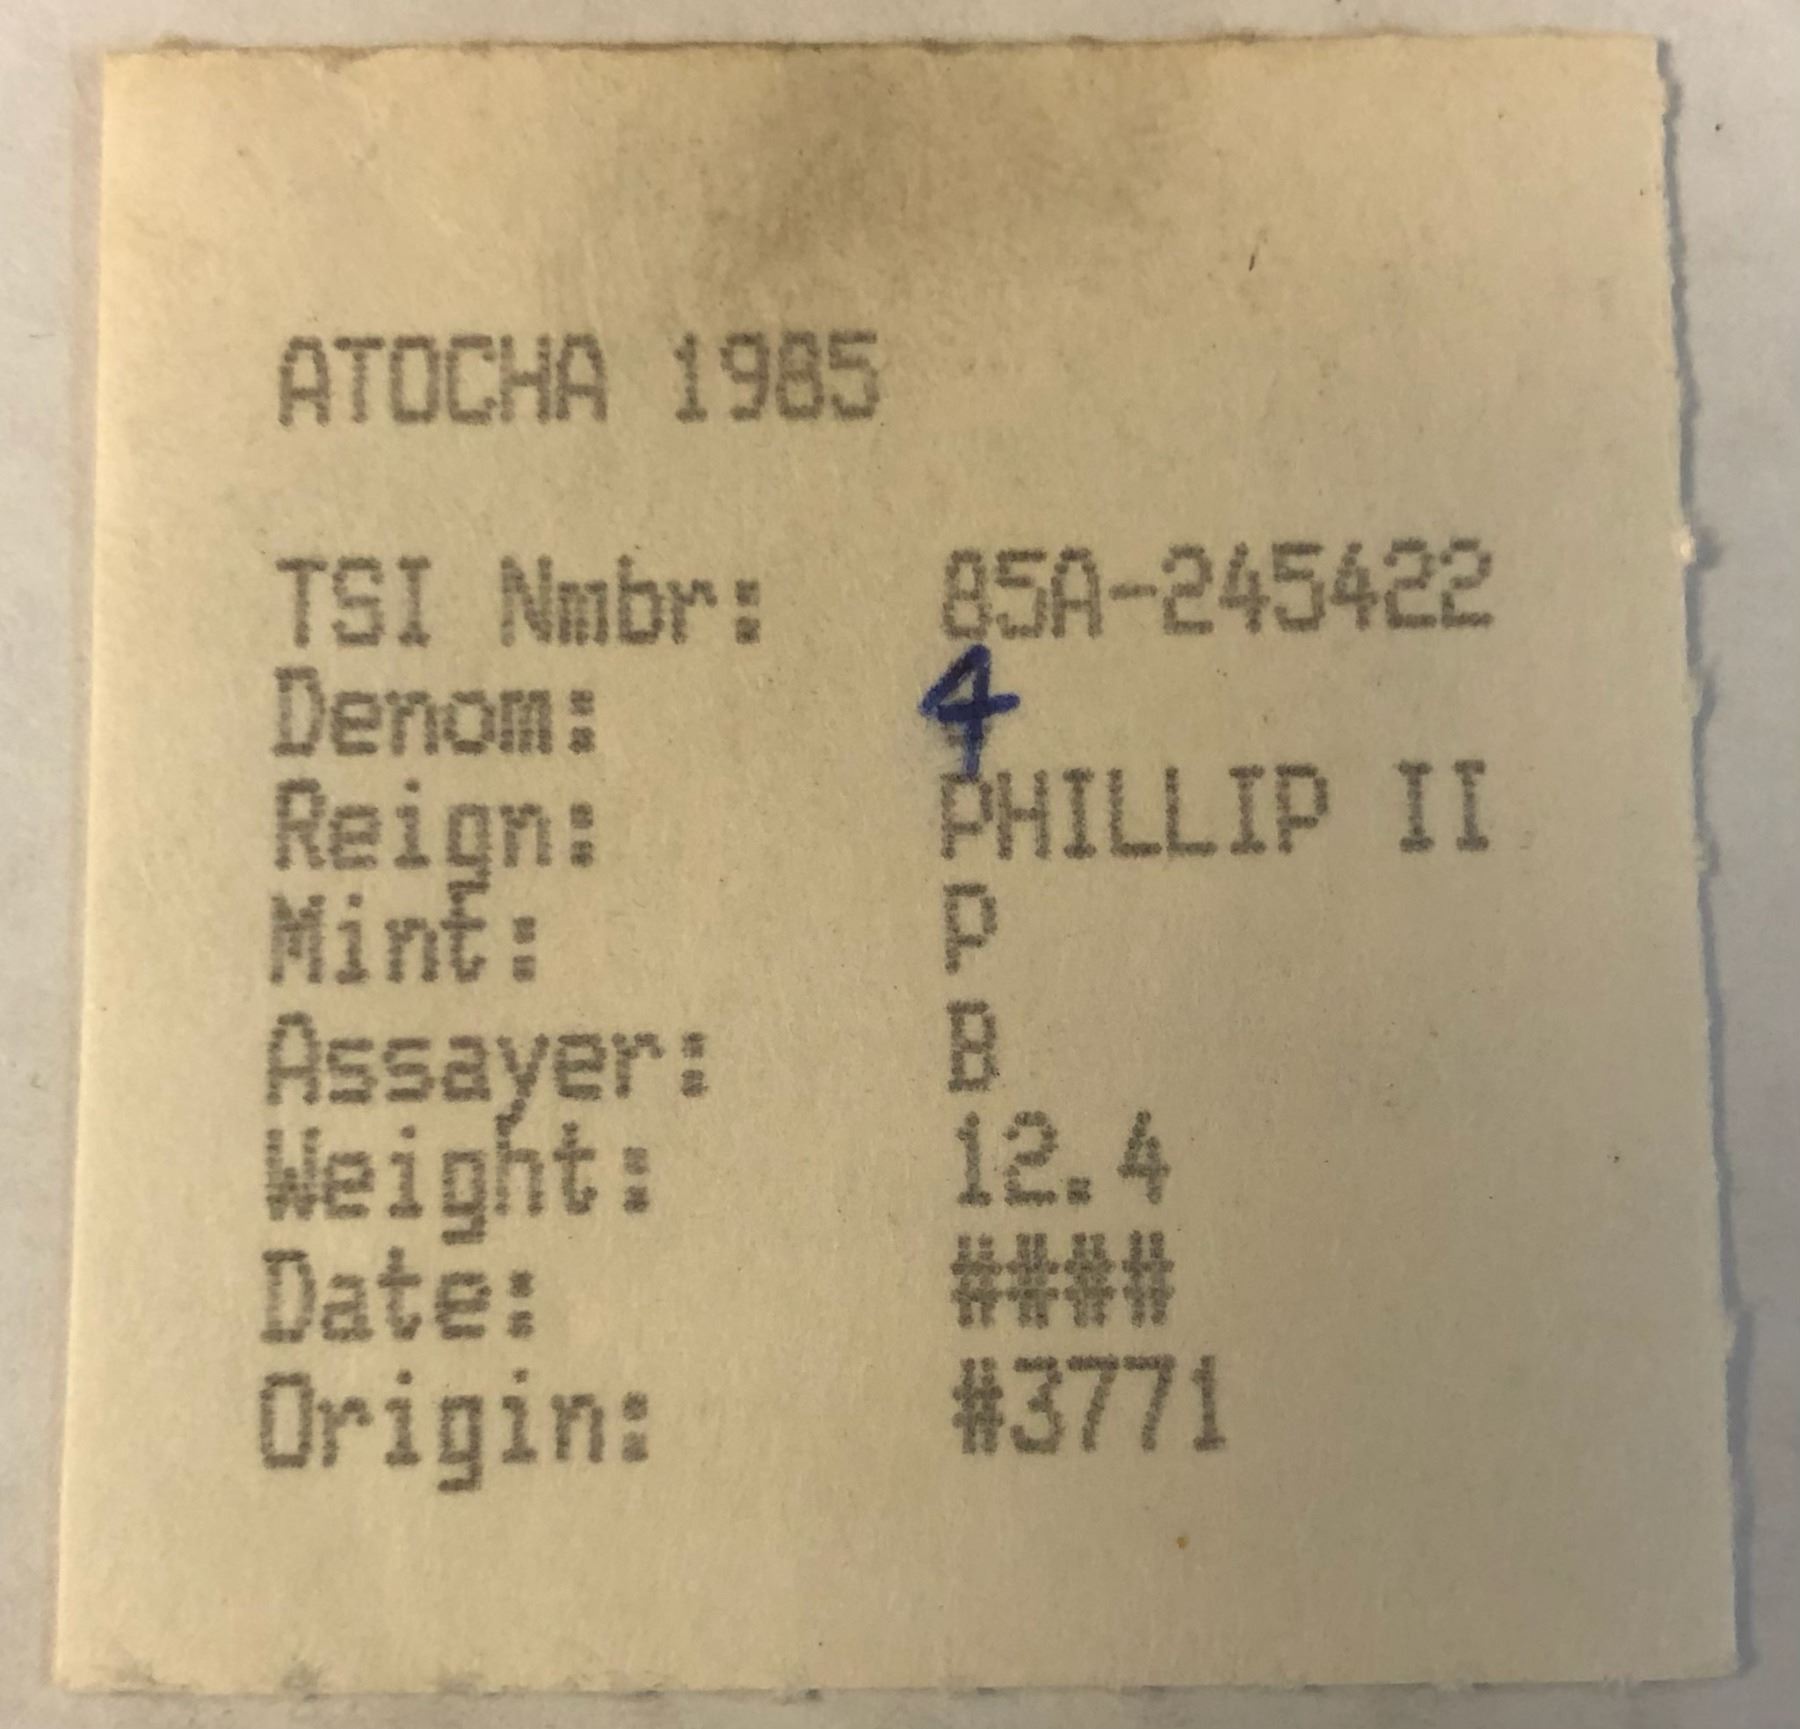 ATOCHA 1985
TSI Nmbr: 85A-245422
Denom: 4
Reign: PHILLIP II
Mint: P
Assayer: B
Weight: 12.4
Date: ####
Origin: #3771